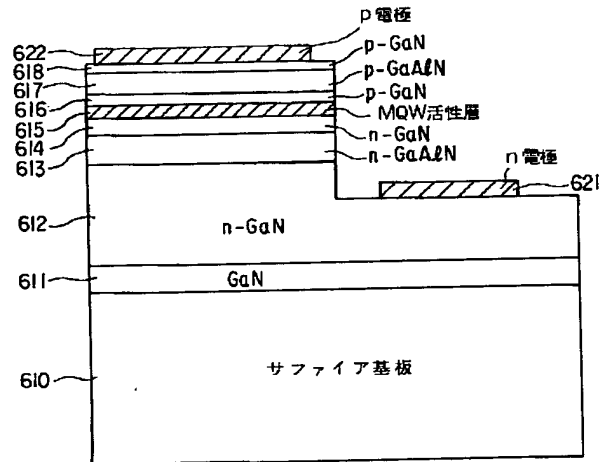 p電極
622
p-GaN
618
p-GaAlN
617
p-GaN
616
MQW活性層
615
n-GaN
614
n-GaAlN
613
n電極
621
612
n-GaN
611
GaN
サファイア基板
610